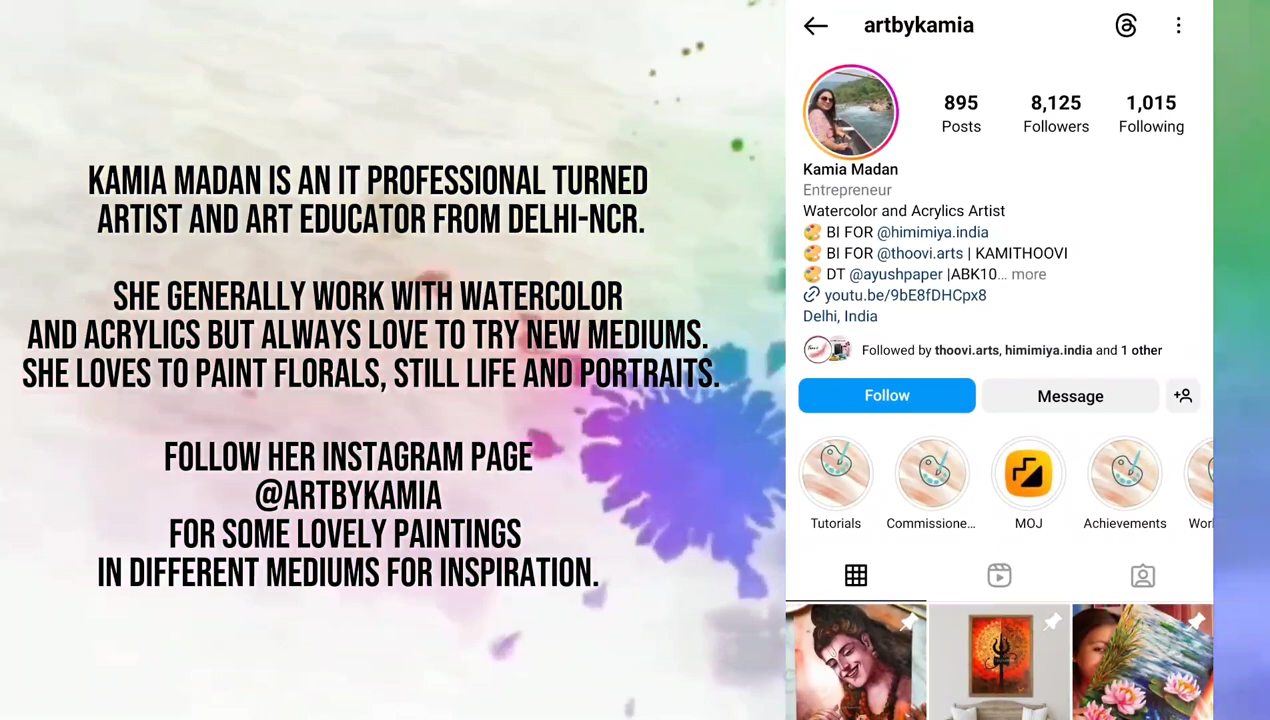 KAMIA MADAN IS AN IT PROFESSIONAL TURNED
ARTIST AND ART EDUCATOR FROM DELHI-NCR.
SHE GENERALLY WORK WITH WATERCOLOR
AND ACRYLICS BUT ALWAYS LOVE TO TRY NEW MEDIUMS.
SHE LOVES TO PAINT FLORALS, STILL LIFE AND PORTRAITS.
FOLLOW HER INSTAGRAM PAGE
@ARTBYKAMIA
FOR SOME LOVELY PAINTINGS
IN DIFFERENT MEDIUMS FOR INSPIRATION.
artbykamia
895 8,125 1,015
Posts Followers Following
Kamia Madan
Entrepreneur
Watercolor and Acrylics Artist
BI FOR @himimiya.india
BI FOR @thoovi.arts | KAMITHOOVI
DT @ayushpaper |ABK10... more
youtu.be/9bE8fDHCpx8
Delhi, India
Followed by thoovi.arts, himimiya.india and 1 other
Follow Message
Tutorials Commissione... MOJ Achievements Worl